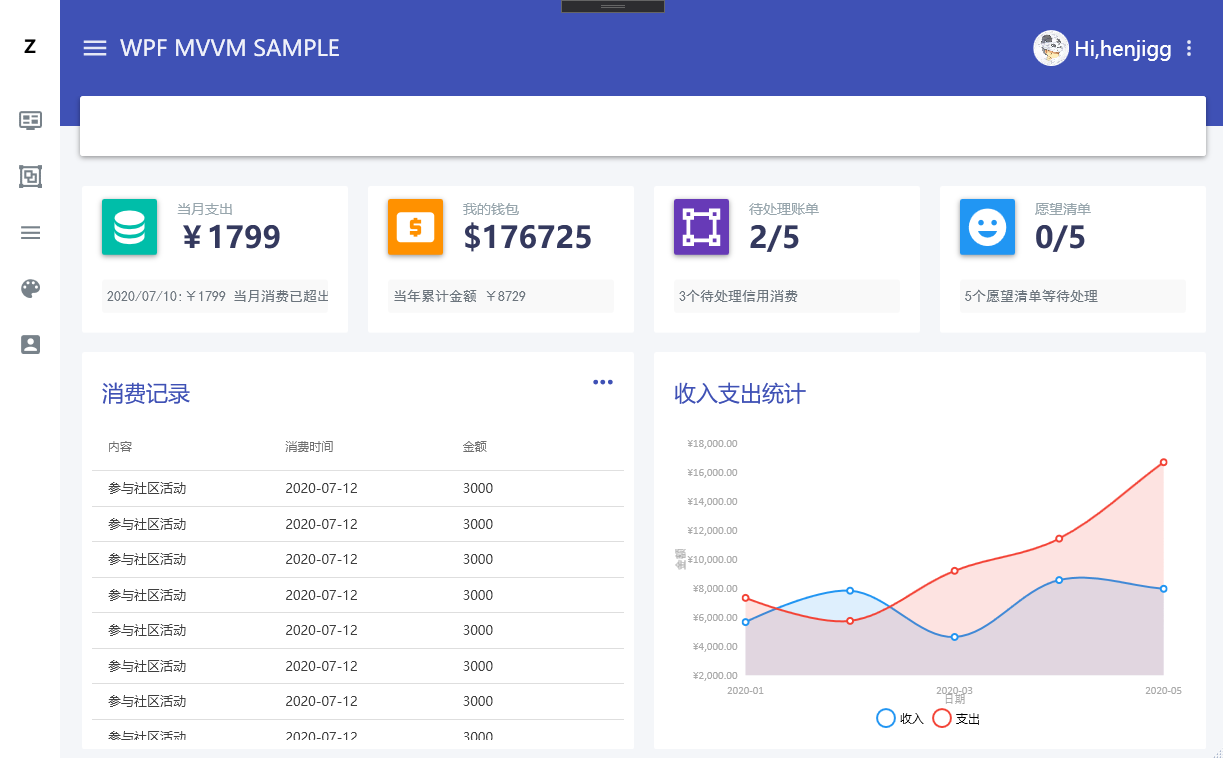 Z
WPF MVVM SAMPLE
Hi,henjigg
当月支出
￥1799
2020/07/10:￥1799 当月消费已超出
我的钱包
$176725
当年累计金额 ￥8729
待处理账单
2/5
3个待处理信用消费
愿望清单
0/5
5个愿望清单等待处理
消费记录
内容 消费时间 金额
参与社区活动 2020-07-12 3000
参与社区活动 2020-07-12 3000
参与社区活动 2020-07-12 3000
参与社区活动 2020-07-12 3000
参与社区活动 2020-07-12 3000
参与社区活动 2020-07-12 3000
参与社区活动 2020-07-12 3000
参与社区活动 2020-07-12 3000
收入支出统计
¥18,000.00
¥16,000.00
¥14,000.00
¥12,000.00
¥10,000.00
¥8,000.00
¥6,000.00
¥4,000.00
¥2,000.00
金额
2020-01 2020-03 2020-05
日期
收入 支出